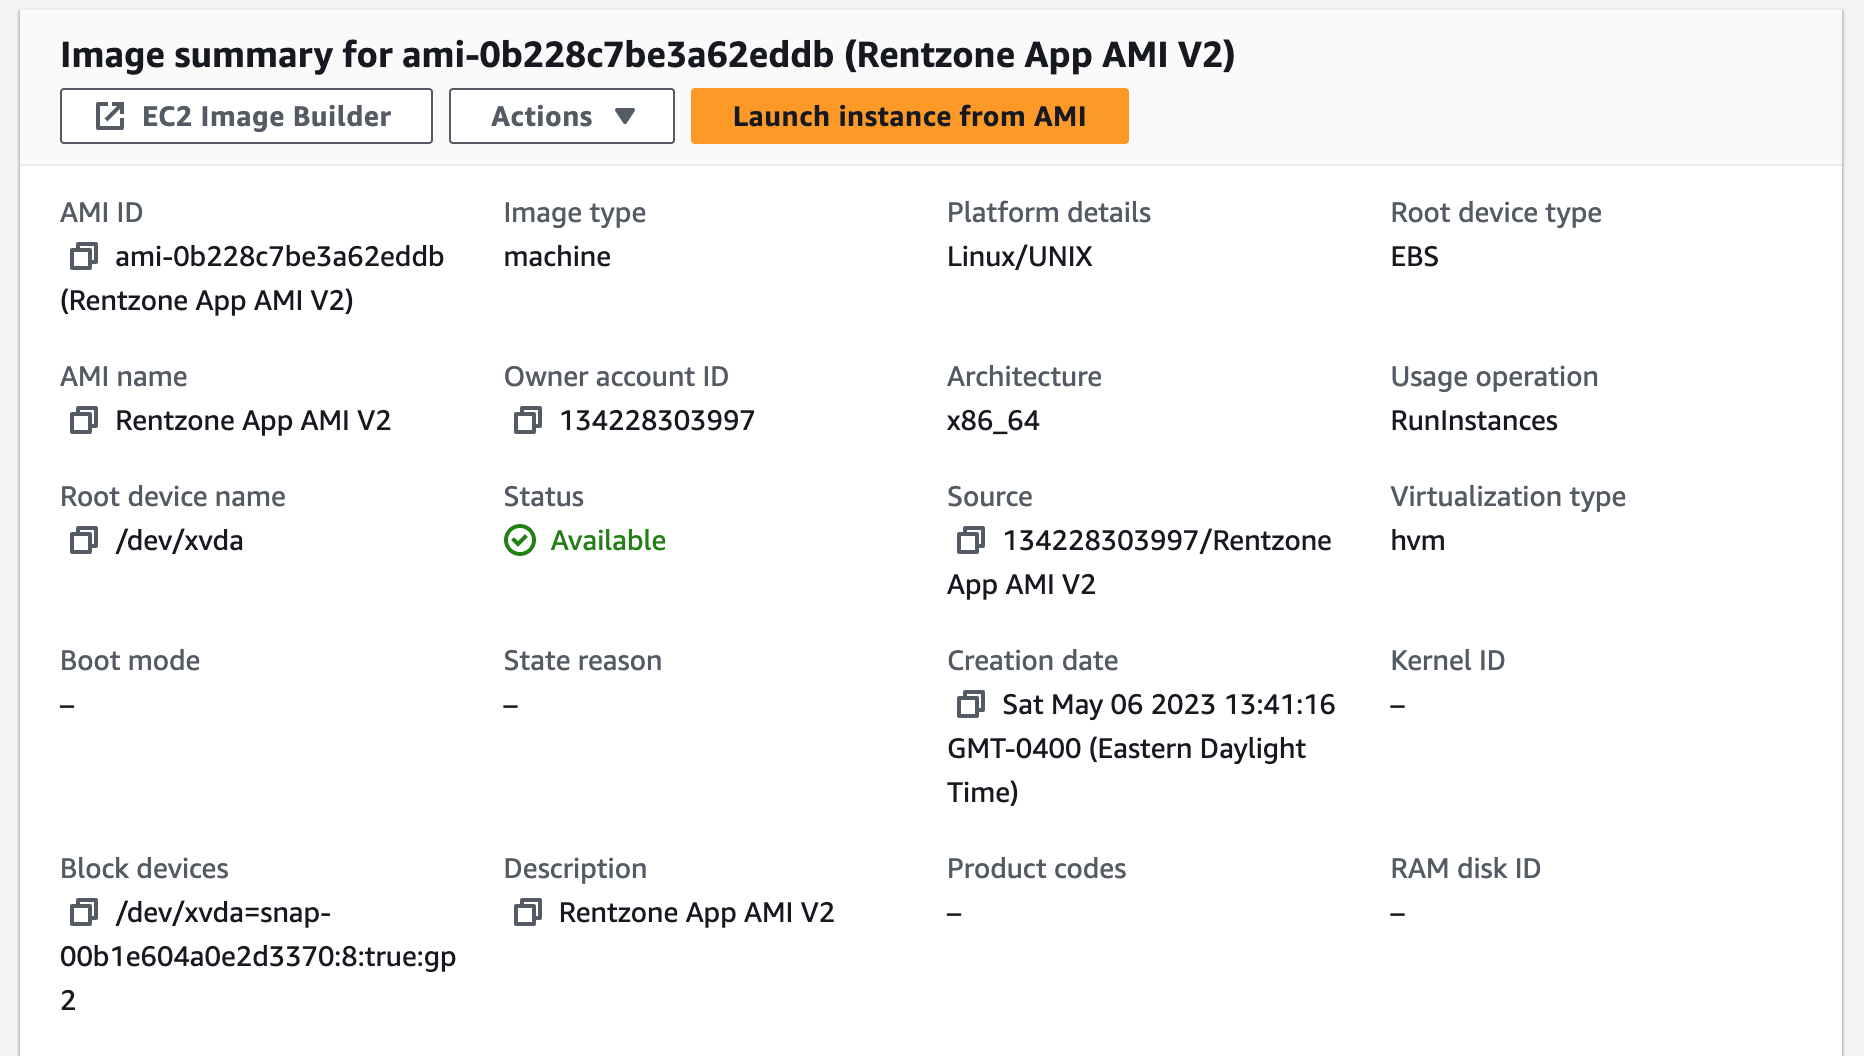 Image summary for ami-0b228c7be3a62eddb (Rentzone App AMI V2)
EC2 Image Builder
Actions
Launch instance from AMI
AMI ID
ami-0b228c7be3a62eddb
(Rentzone App AMI V2)
Image type
machine
Platform details
Linux/UNIX
Root device type
EBS
AMI name
Rentzone App AMI V2
Owner account ID
134228303997
Architecture
x86_64
Usage operation
RunInstances
Root device name
/dev/xvda
Status
Available
Source
134228303997/Rentzone
App AMI V2
Virtualization type
hvm
Boot mode
–
State reason
–
Creation date
Sat May 06 2023 13:41:16
GMT-0400 (Eastern Daylight
Time)
Kernel ID
–
Block devices
/dev/xvda=snap-
00b1e604a0e2d3370:8:true:gp
2
Description
Rentzone App AMI V2
Product codes
–
RAM disk ID
–